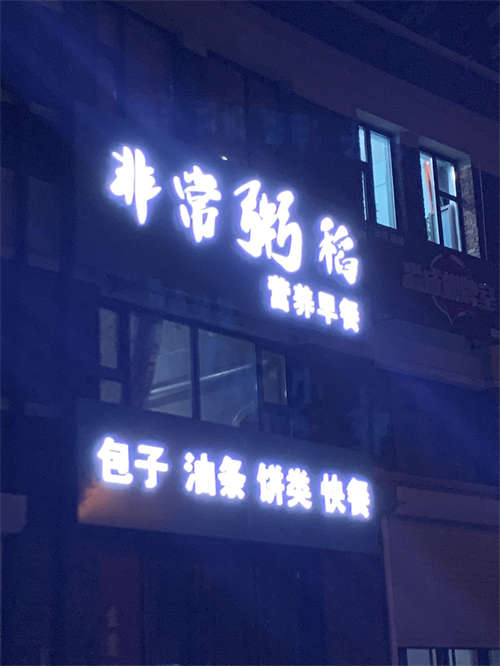 非常粥稻
营养早餐
包子 油条 饼类 快餐